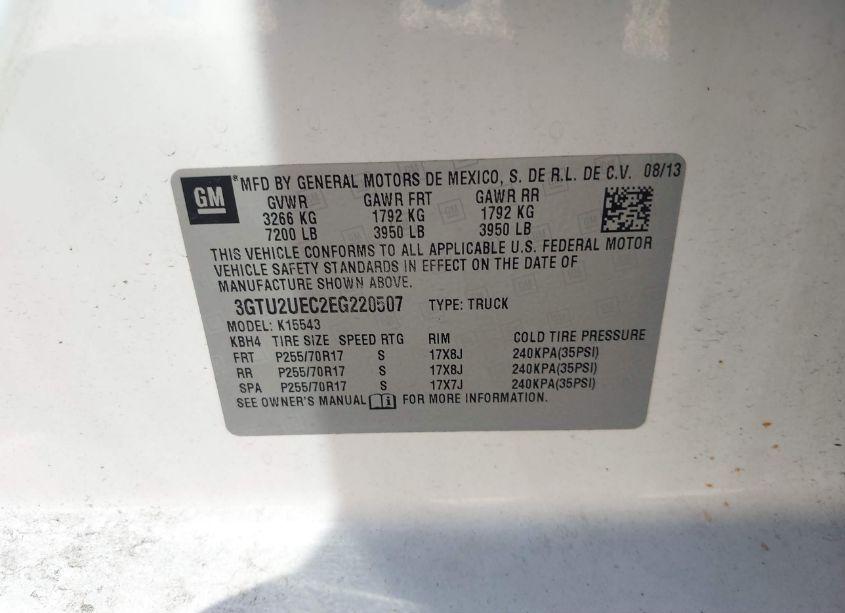 GM ® MFD BY GENERAL MOTORS DE MEXICO, S. DE R.L. DE C.V. 08/13
GVWR GAWR FRT GAWR RR
3266 KG 1792 KG 1792 KG
7200 LB 3950 LB 3950 LB
THIS VEHICLE CONFORMS TO ALL APPLICABLE U.S. FEDERAL MOTOR
VEHICLE SAFETY STANDARDS IN EFFECT ON THE DATE OF
MANUFACTURE SHOWN ABOVE.
3GTU2UEC2EG220507 TYPE: TRUCK
MODEL: K15543
KBH4 TIRE SIZE SPEED RTG RIM COLD TIRE PRESSURE
FRT P255/70R17 S 17X8J 240KPA(35PSI)
RR P255/70R17 S 17X8J 240KPA(35PSI)
SPA P255/70R17 S 17X7J 240KPA(35PSI)
SEE OWNER'S MANUAL FOR MORE INFORMATION.